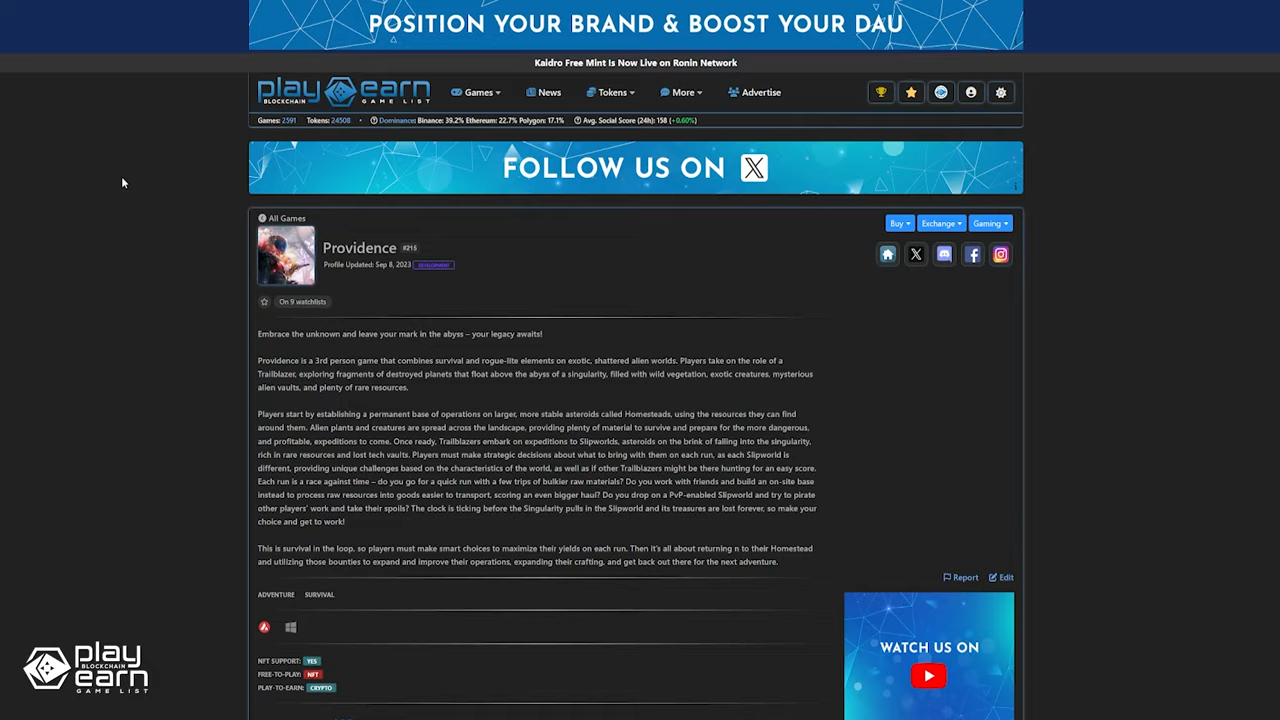 POSITION YOUR BRAND & BOOST YOUR DAU
Kaidro Free Mint Is Now Live on Ronin Network
play earn
BLOCKCHAIN GAME LIST
Games News Tokens More Advertise
Games: 2591 Tokens: 24508 • Dominance: Binance: 39.2% Ethereum: 22.7% Polygon: 17.1% Avg. Social Score (24h): 158 (+0.60%)
FOLLOW US ON X
All Games
Buy Exchange Gaming
Providence #215
Profile Updated: Sep 8, 2023 DEVELOPMENT
On 9 watchlists
Embrace the unknown and leave your mark in the abyss – your legacy awaits!
Providence is a 3rd person game that combines survival and rogue-lite elements on exotic, shattered alien worlds. Players take on the role of a
Trailblazer, exploring fragments of destroyed planets that float above the abyss of a singularity, filled with wild vegetation, exotic creatures, mysterious
alien vaults, and plenty of rare resources.
Players start by establishing a permanent base of operations on larger, more stable asteroids called Homesteads, using the resources they can find
around them. Alien plants and creatures are spread across the landscape, providing plenty of material to survive and prepare for the more dangerous,
and profitable, expeditions to come. Once ready, Trailblazers embark on expeditions to Slipworlds, asteroids on the brink of falling into the singularity,
rich in rare resources and lost tech vaults. Players must make strategic decisions about what to bring with them on each run, as each Slipworld is
different, providing unique challenges based on the characteristics of the world, as well as if other Trailblazers might be there hunting for an easy score.
Each run is a race against time – do you go for a quick run with a few trips of bulkier raw materials? Do you work with friends and build an on-site base
instead to process raw resources into goods easier to transport, scoring an even bigger haul? Do you drop on a PvP-enabled Slipworld and try to pirate
other players' work and take their spoils? The clock is ticking before the Singularity pulls in the Slipworld and its treasures are lost forever, so make your
choice and get to work!
This is survival in the loop, so players must make smart choices to maximize their yields on each run. Then it's all about returning n to their Homestead
and utilizing those bounties to expand and improve their operations, expanding their crafting, and get back out there for the next adventure.
Report Edit
ADVENTURE SURVIVAL
NFT SUPPORT: YES
FREE-TO-PLAY: NFT
PLAY-TO-EARN: CRYPTO
WATCH US ON
play
BLOCKCHAIN
earn
GAME LIST